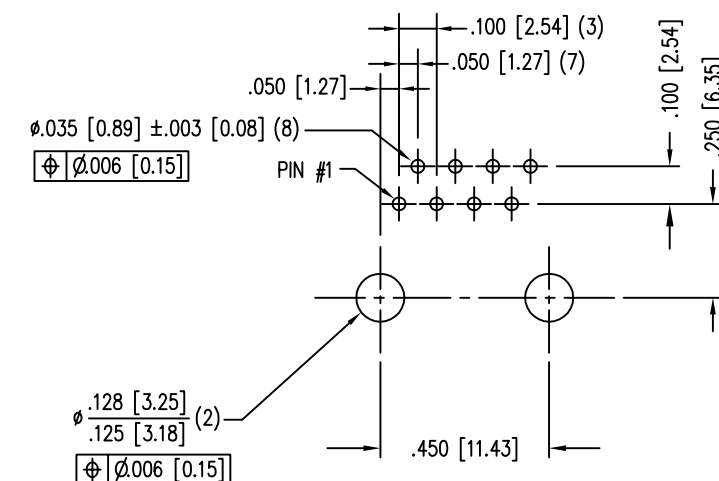 .100 [2.54] (3)
.050 [1.27] (7)
.050 [1.27]
.100 [2.54]
.250 [6.35]
⌀.035 [0.89] ±.003 [0.08] (8)
⌖ ⌀.006 [0.15]
PIN #1
⌀ .128 [3.25]
.125 [3.18] (2)
⌖ ⌀.006 [0.15]
.450 [11.43]